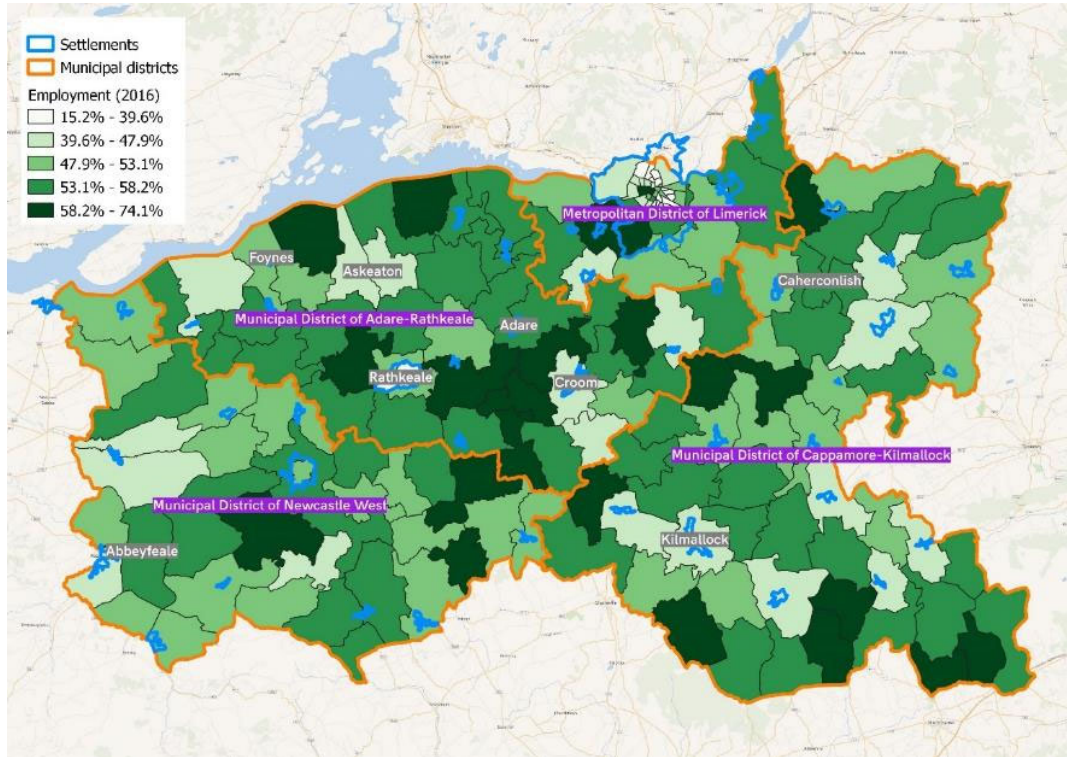 Settlements
Municipal districts
Employment (2016)
15.2% - 39.6%
39.6% - 47.9%
47.9% - 53.1%
53.1% - 58.2%
58.2% - 74.1%
Metropolitan District of Limerick
Foynes
Askeaton
Caherconlish
Municipal District of Adare-Rathkeale
Adare
Rathkeale
Croom
Municipal District of Cappamore-Kilmallock
Municipal District of Newcastle West
Abbeyfeale
Kilmallock